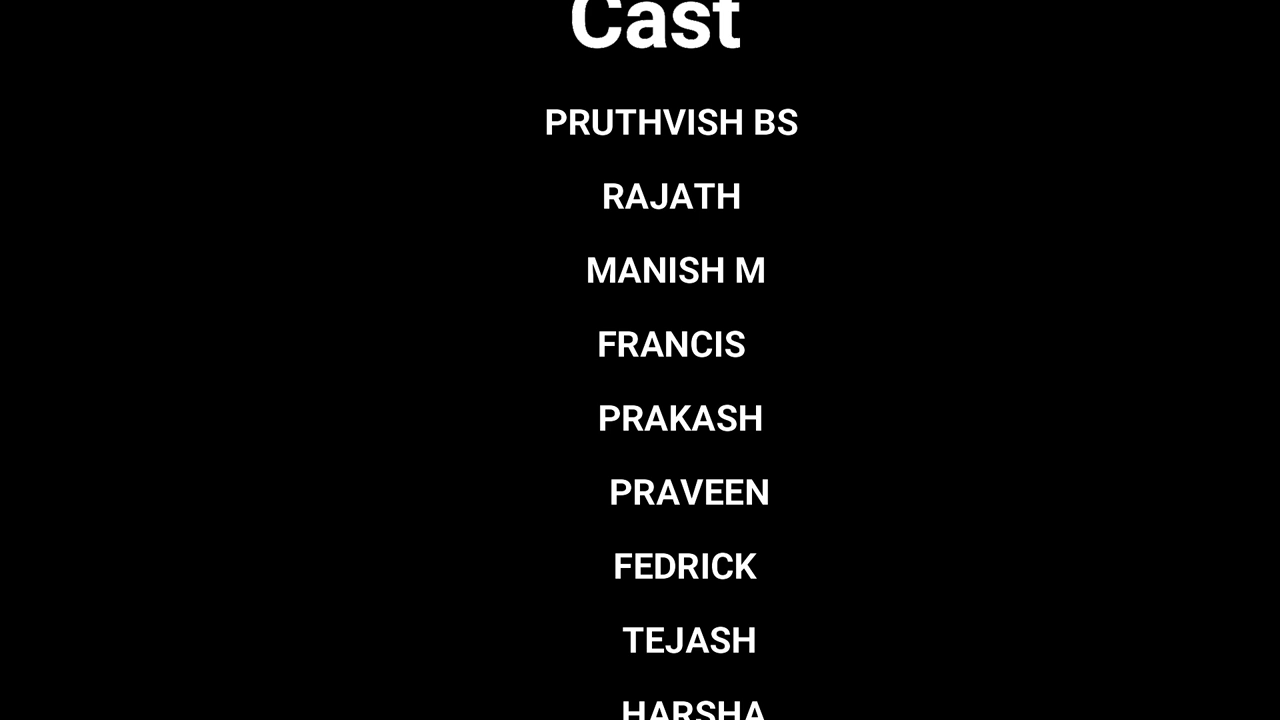 Cast
PRUTHVISH BS
RAJATH
MANISH M
FRANCIS
PRAKASH
PRAVEEN
FEDRICK
TEJASH
HARSHA